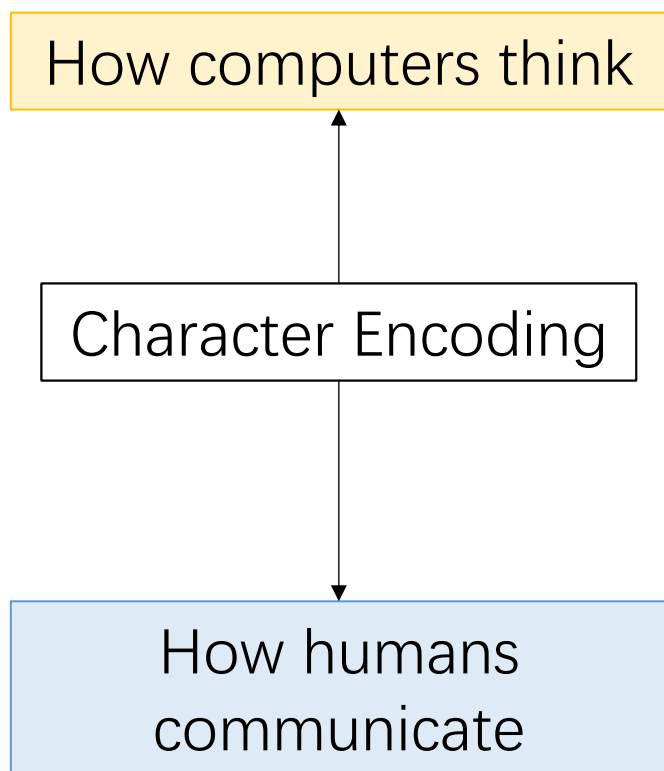 How computers think
Character Encoding
How humans
communicate